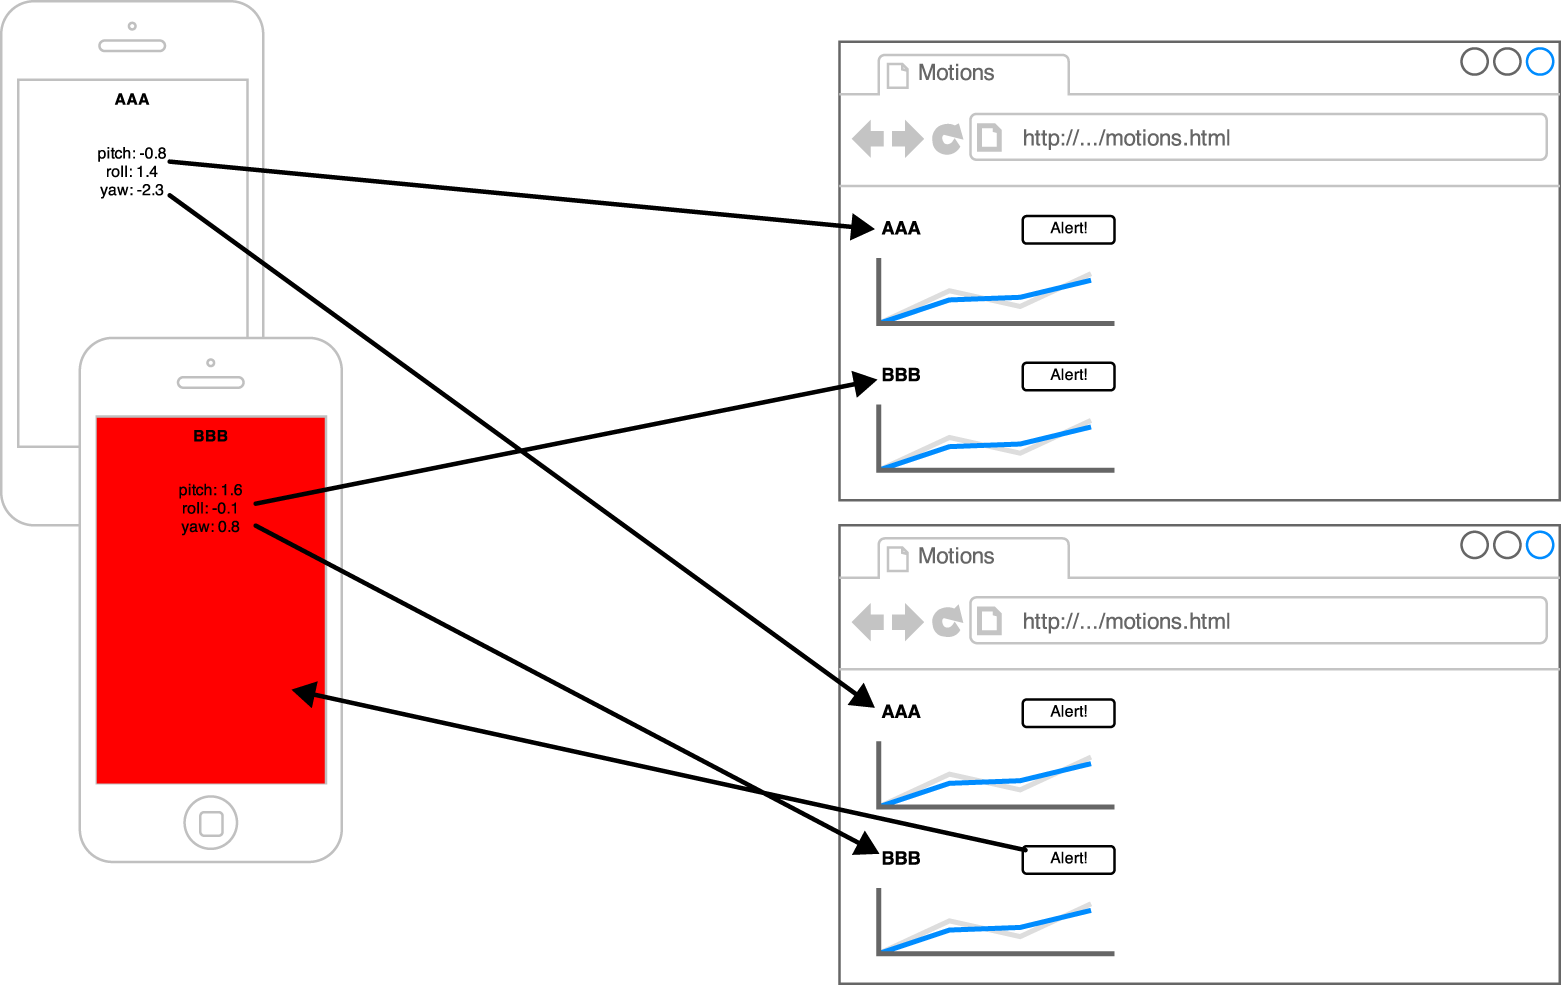 AAA
pitch: -0.8
roll: 1.4
yaw: -2.3
BBB
pitch: 1.6
roll: -0.1
yaw: 0.8
Motions
http://.../motions.html
AAA
Alert!
BBB
Alert!
Motions
http://.../motions.html
AAA
Alert!
BBB
Alert!